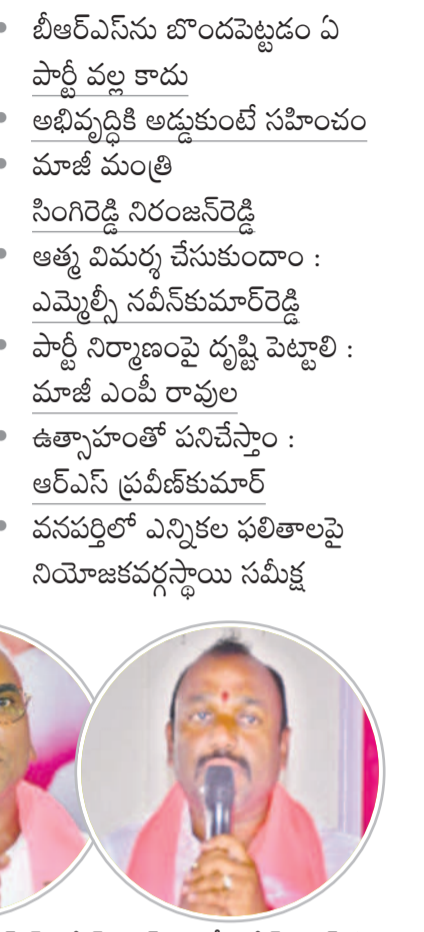 • బీఆర్ఎస్‌ను బొందపెట్టడం ఏ
పార్టీ వల్ల కాదు
• అభివృద్ధికి అడ్డుకుంటే సహించం
• మాజీ మంత్రి
సింగిరెడ్డి నిరంజన్‌రెడ్డి
• ఆత్మ విమర్శ చేసుకుందాం :
ఎమ్మెల్సీ నవీన్‌కుమార్‌రెడ్డి
• పార్టీ నిర్మాణంపై దృష్టి పెట్టాలి :
మాజీ ఎంపీ రావుల
• ఉత్సాహంతో పనిచేస్తాం :
ఆర్ఎస్ ప్రవీణ్‌కుమార్
• వనపర్తిలో ఎన్నికల ఫలితాలపై
నియోజకవర్గస్థాయి సమీక్ష